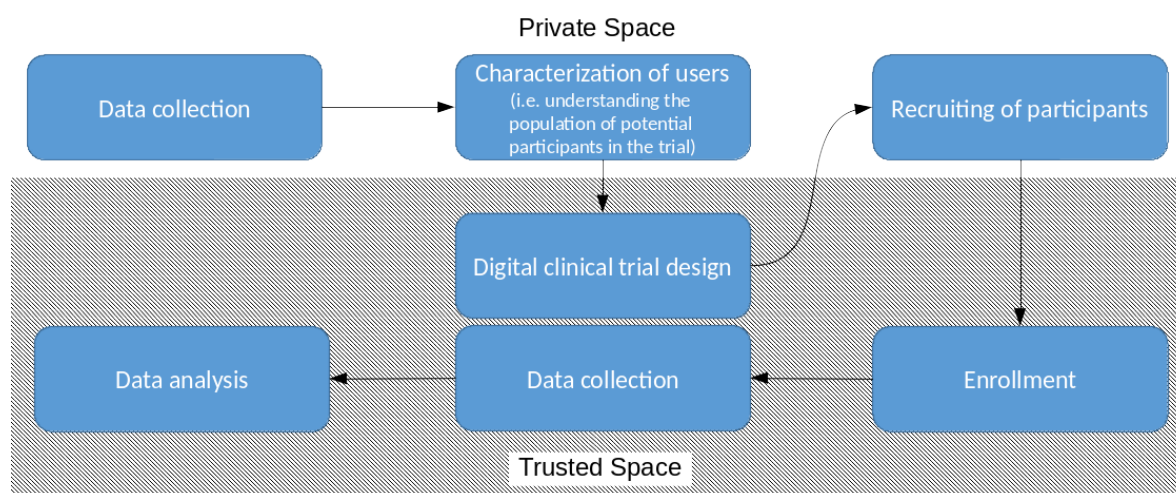 Private Space
Data collection
Characterization of users
(i.e. understanding the
population of potential
participants in the trial)
Recruiting of participants
Digital clinical trial design
Data analysis
Data collection
Enrollment
Trusted Space